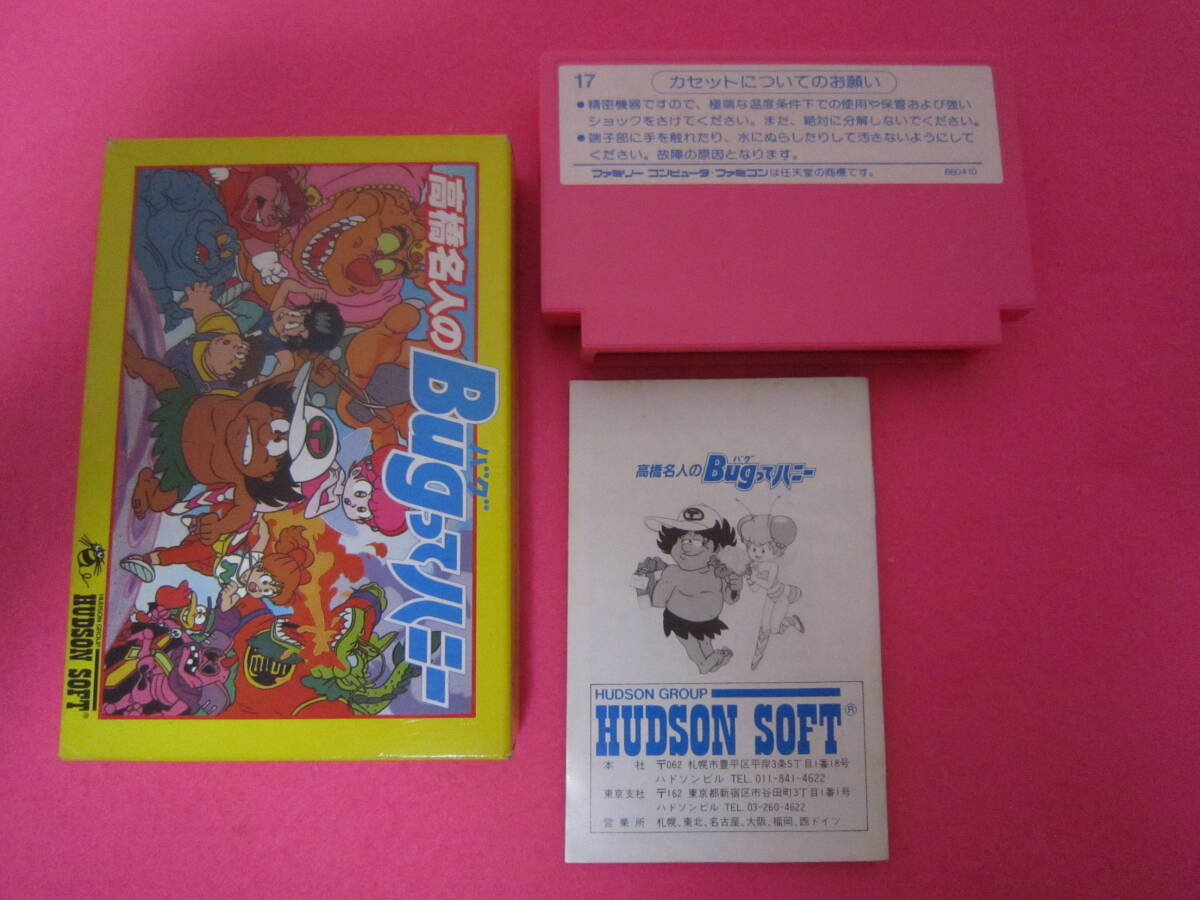 高橋名人の
バグ
Bugってハニー
HUDSON GROUP
HUDSON SOFT®
17
カセットについてのお願い
●精密機器ですので、極端な温度条件下での使用や保管および強い
ショックをさけてください。また、絶対に分解しないでください。
●端子部に手を触れたり、水にぬらしたりして汚さないようにして
ください。故障の原因となります。
ファミリー コンピュータ・ファミコンは任天堂の商標です。 860410
バグ
高橋名人のBugってハニー
HUDSON GROUP
HUDSON SOFT®
本社 〒062 札幌市豊平区平岸3条5丁目1番18号
ハドソンビル TEL. 011-841-4622
東京支社 〒162 東京都新宿区市谷田町3丁目1番1号
ハドソンビル TEL. 03-260-4622
営業所 札幌、東北、名古屋、大阪、福岡、西ドイツ